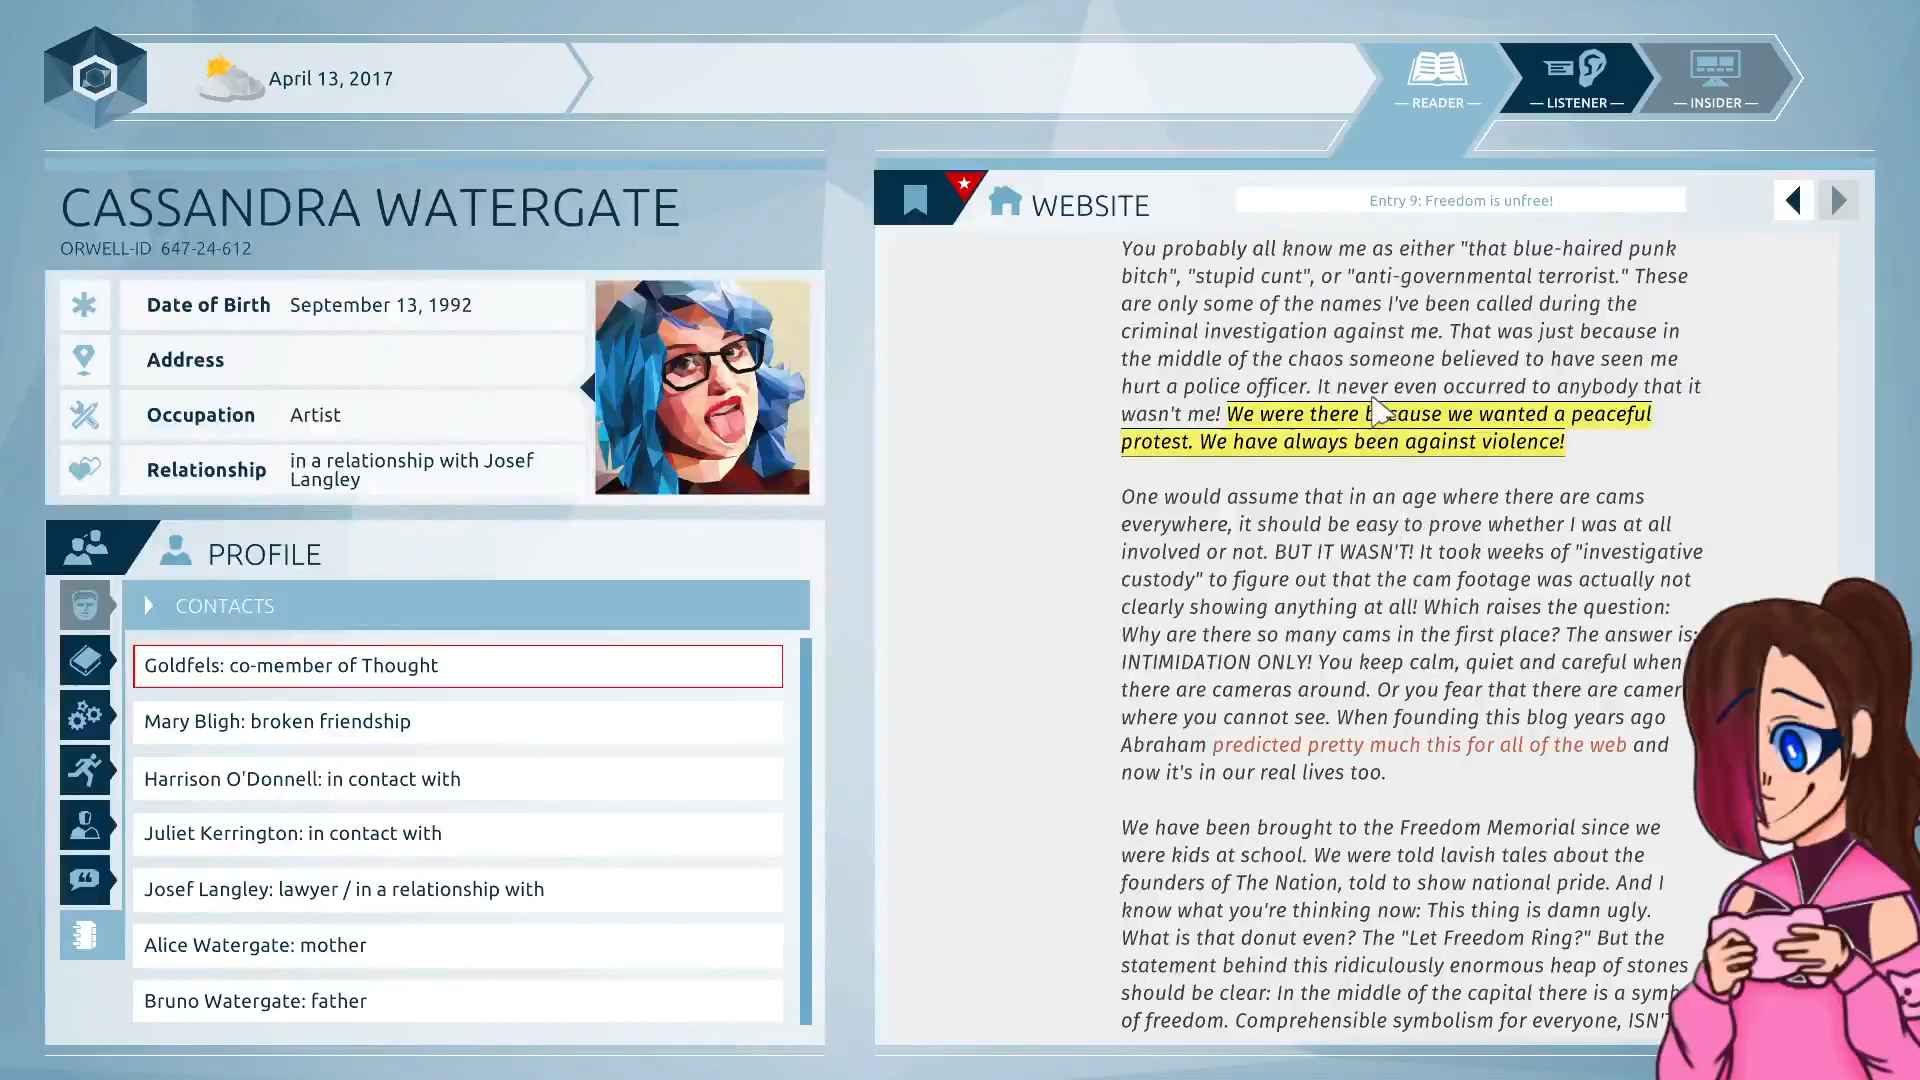 April 13, 2017
READER
LISTENER
INSIDER
CASSANDRA WATERGATE
ORWELL-ID 647-24-612
Date of Birth September 13, 1992
Address
Occupation Artist
Relationship in a relationship with Josef
Langley
PROFILE
CONTACTS
Goldfels: co-member of Thought
Mary Bligh: broken friendship
Harrison O'Donnell: in contact with
Juliet Kerrington: in contact with
Josef Langley: lawyer / in a relationship with
Alice Watergate: mother
Bruno Watergate: father
WEBSITE
Entry 9: Freedom is unfree!
You probably all know me as either "that blue-haired punk
bitch", "stupid cunt", or "anti-governmental terrorist." These
are only some of the names I've been called during the
criminal investigation against me. That was just because in
the middle of the chaos someone believed to have seen me
hurt a police officer. It never even occurred to anybody that it
wasn't me! We were there because we wanted a peaceful
protest. We have always been against violence!
One would assume that in an age where there are cams
everywhere, it should be easy to prove whether I was at all
involved or not. BUT IT WASN'T! It took weeks of "investigative
custody" to figure out that the cam footage was actually not
clearly showing anything at all! Which raises the question:
Why are there so many cams in the first place? The answer is:
INTIMIDATION ONLY! You keep calm, quiet and careful when
there are cameras around. Or you fear that there are camer
where you cannot see. When founding this blog years ago
Abraham predicted pretty much this for all of the web and
now it's in our real lives too.
We have been brought to the Freedom Memorial since we
were kids at school. We were told lavish tales about the
founders of The Nation, told to show national pride. And I
know what you're thinking now: This thing is damn ugly.
What is that donut even? The "Let Freedom Ring?" But the
statement behind this ridiculously enormous heap of stones
should be clear: In the middle of the capital there is a symb
of freedom. Comprehensible symbolism for everyone, ISN'T